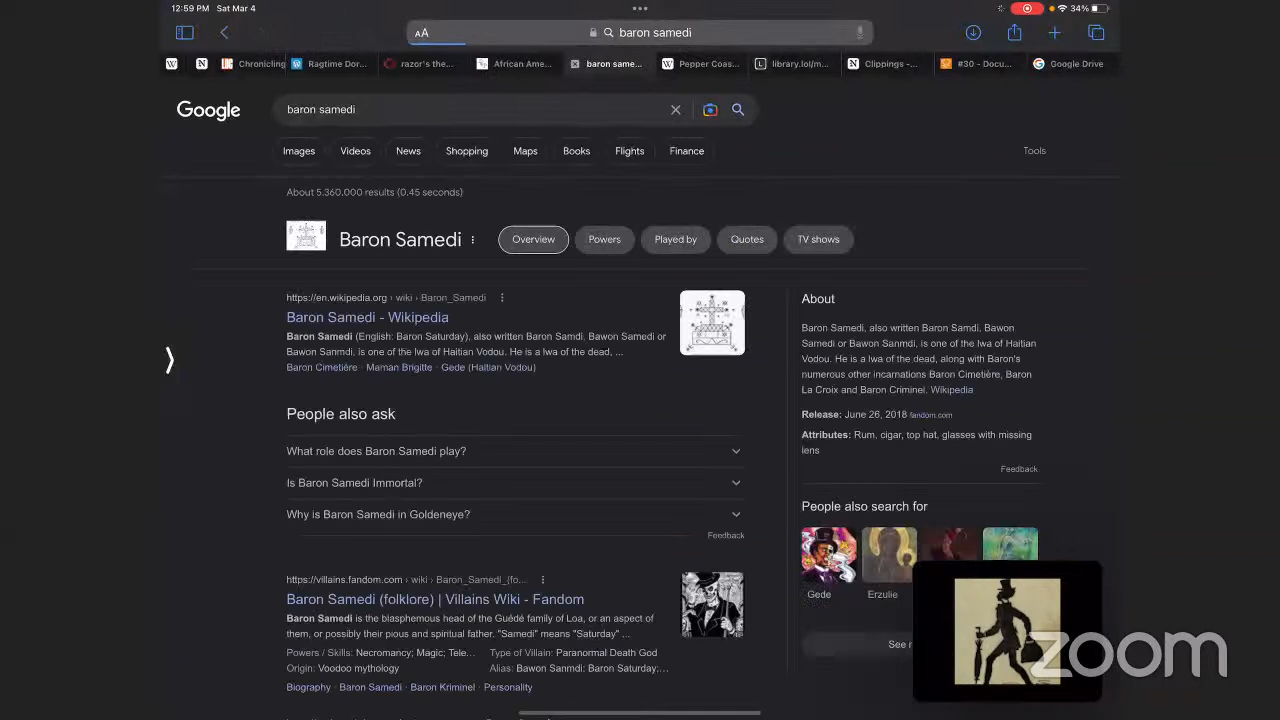 12:59 PM Sat Mar 4
34%
AA
baron samedi
Chronicling
Ragtime Dor...
razor's the...
African Ame...
baron same...
Pepper Coas...
library.lol/m...
Clippings -...
#30 - Docu...
Google Drive
Google
baron samedi
Images
Videos
News
Shopping
Maps
Books
Flights
Finance
Tools
About 5,360,000 results (0.45 seconds)
Baron Samedi
Overview
Powers
Played by
Quotes
TV shows
https://en.wikipedia.org › wiki › Baron_Samedi
Baron Samedi - Wikipedia
Baron Samedi (English: Baron Saturday), also written Baron Samdi, Bawon Samedi or
Bawon Sanmdi, is one of the lwa of Haitian Vodou. He is a lwa of the dead, ...
Baron Cimetière · Maman Brigitte · Gede (Haitian Vodou)
People also ask
What role does Baron Samedi play?
Is Baron Samedi Immortal?
Why is Baron Samedi in Goldeneye?
Feedback
https://villains.fandom.com › wiki › Baron_Samedi_(fo...
Baron Samedi (folklore) | Villains Wiki - Fandom
Baron Samedi is the blasphemous head of the Guédé family of Loa, or an aspect of
them, or possibly their pious and spiritual father. "Samedi" means "Saturday" ...
Powers / Skills: Necromancy; Magic; Tele...
Type of Villain: Paranormal Death God
Origin: Voodoo mythology
Alias: Bawon Sanmdi; Baron Saturday;...
Biography · Baron Samedi · Baron Kriminel · Personality
About
Baron Samedi, also written Baron Samdi, Bawon
Samedi or Bawon Sanmdi, is one of the lwa of Haitian
Vodou. He is a lwa of the dead, along with Baron's
numerous other incarnations Baron Cimetière, Baron
La Croix and Baron Criminel. Wikipedia
Release: June 26, 2018 fandom.com
Attributes: Rum, cigar, top hat, glasses with missing
lens
Feedback
People also search for
Gede
Erzulie
See
zoom